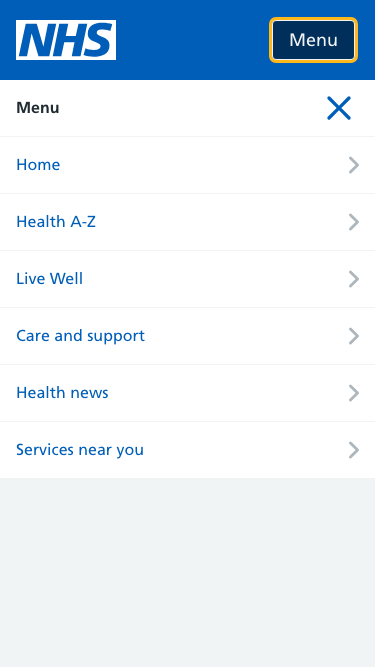 NHS
Menu
Menu
Home
Health A-Z
Live Well
Care and support
Health news
Services near you